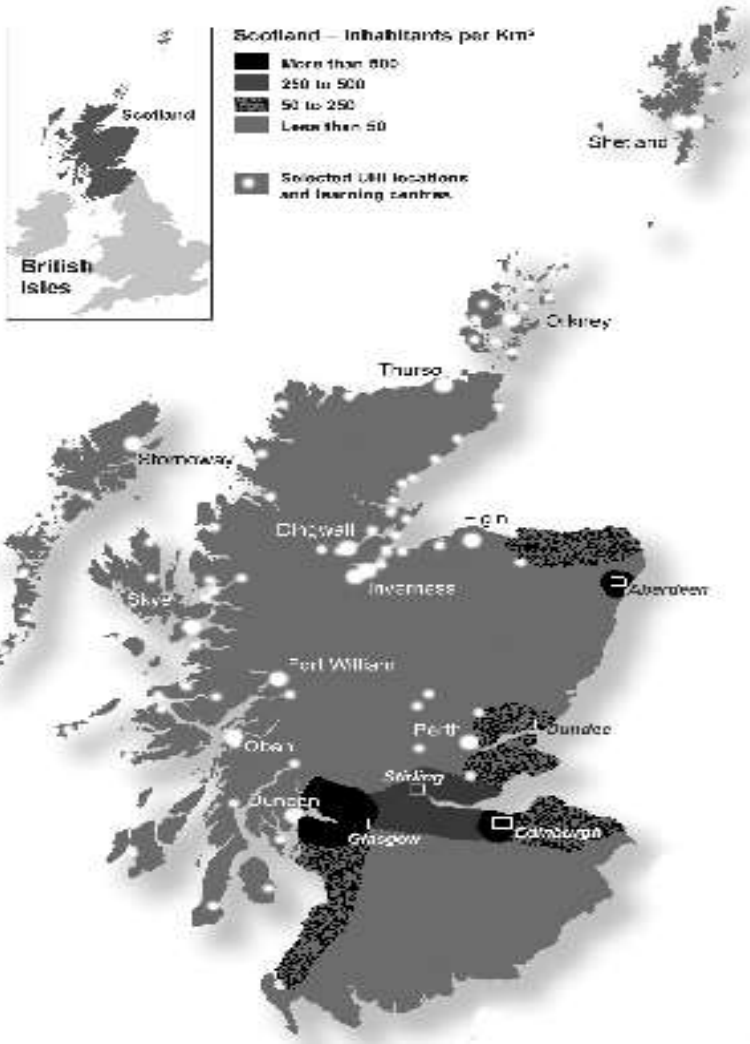 Scotland – Inhabitants per Km²
More than 500
250 to 500
50 to 250
Less than 50
Selected UHI locations
and learning centres
Scotland
British
Isles
Shetland
Orkney
Thurso
Stornoway
Elgin
Dingwall
Inverness
Aberdeen
Skye
Fort William
Perth
Dundee
Oban
Stirling
Dunoon
Glasgow
Edinburgh